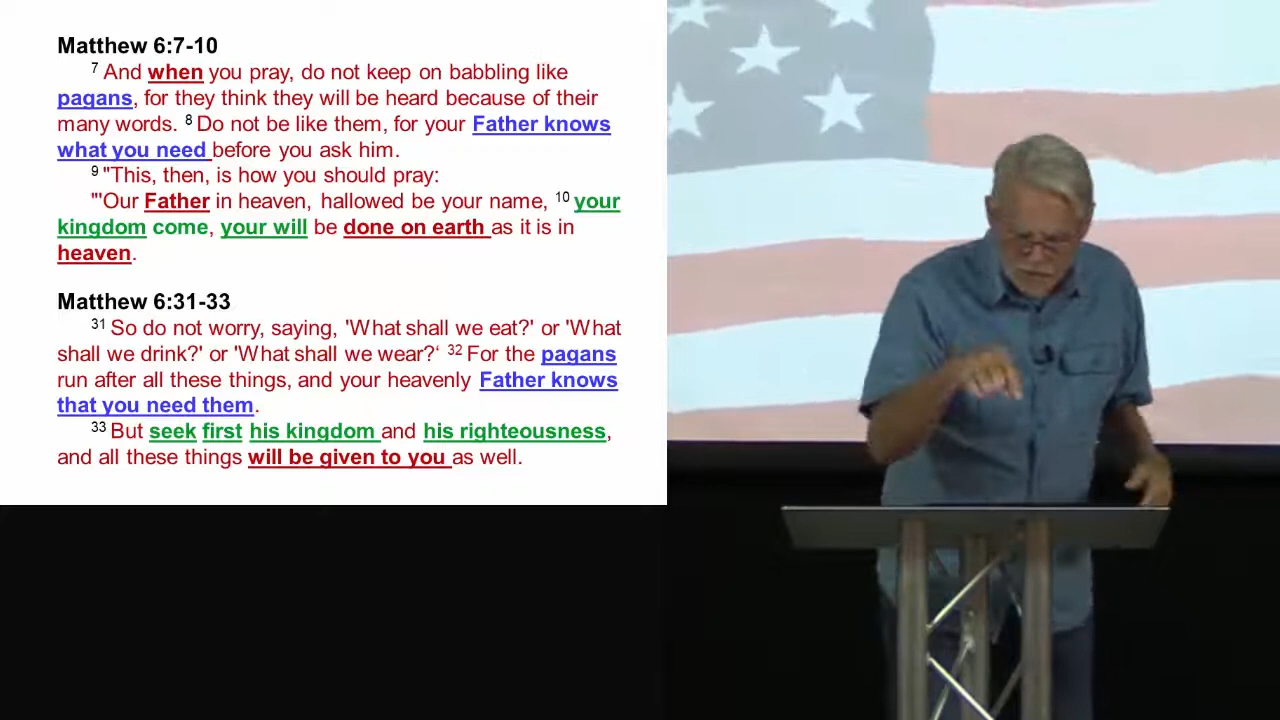 Matthew 6:7-10
7 And when you pray, do not keep on babbling like
pagans, for they think they will be heard because of their
many words. 8 Do not be like them, for your Father knows
what you need before you ask him.
9 "This, then, is how you should pray:
"'Our Father in heaven, hallowed be your name, 10 your
kingdom come, your will be done on earth as it is in
heaven.
Matthew 6:31-33
31 So do not worry, saying, 'What shall we eat?' or 'What
shall we drink?' or 'What shall we wear?‘ 32 For the pagans
run after all these things, and your heavenly Father knows
that you need them.
33 But seek first his kingdom and his righteousness,
and all these things will be given to you as well.